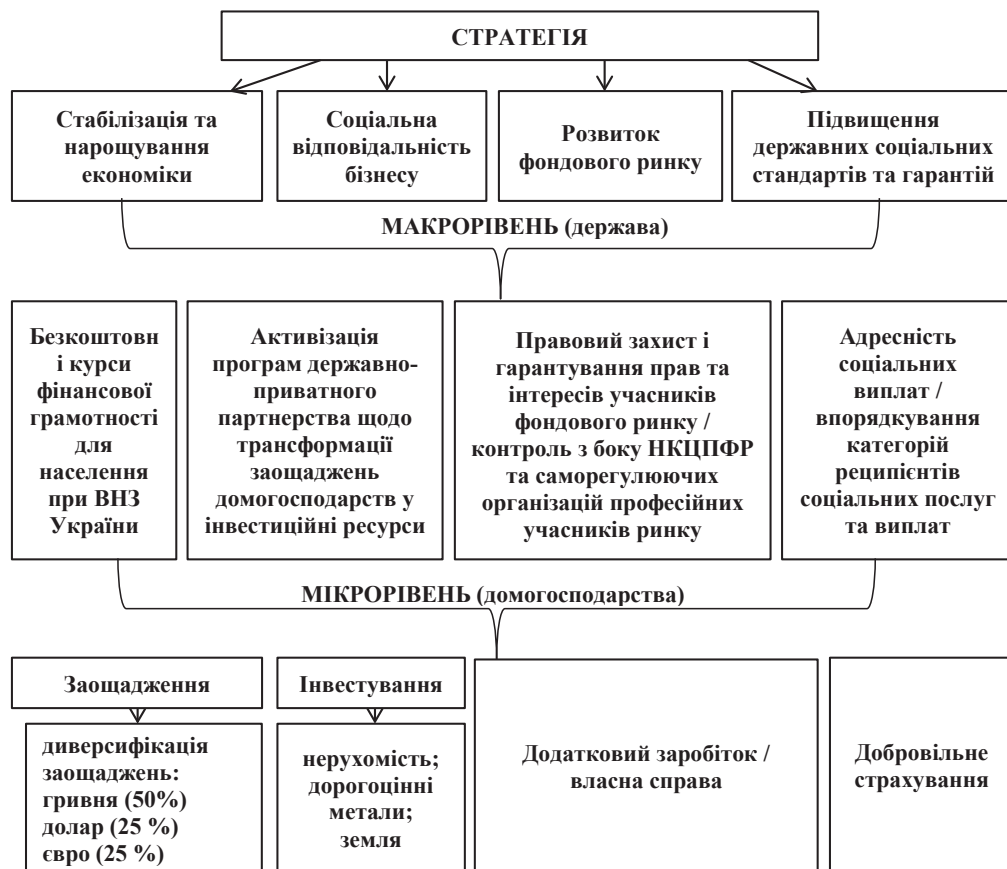 СТРАТЕГІЯ
Стабілізація та
нарощування
економіки
Соціальна
відповідальність
бізнесу
Розвиток
фондового ринку
Підвищення
державних соціальних
стандартів та гарантій
МАКРОРІВЕНЬ (держава)
Безкоштовн
і курси
фінансової
грамотності
для
населення
при ВНЗ
України
Активізація
програм державно-
приватного
партнерства щодо
трансформації
заощаджень
домогосподарств у
інвестиційні ресурси
Правовий захист і
гарантування прав та
інтересів учасників
фондового ринку /
контроль з боку НКЦПФР
та саморегулюючих
організацій професійних
учасників ринку
Адресність
соціальних
виплат /
впорядкування
категорій
реципієнтів
соціальних послуг
та виплат
МІКРОРІВЕНЬ (домогосподарства)
Заощадження
диверсифікація
заощаджень:
гривня (50%)
долар (25 %)
євро (25 %)
Інвестування
нерухомість;
дорогоцінні
метали;
земля
Додатковий заробіток /
власна справа
Добровільне
страхування